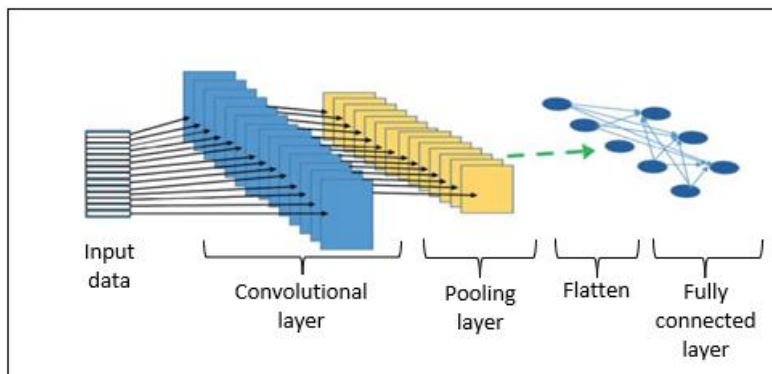 Input
data
Convolutional
layer
Pooling
layer
Flatten
Fully
connected
layer